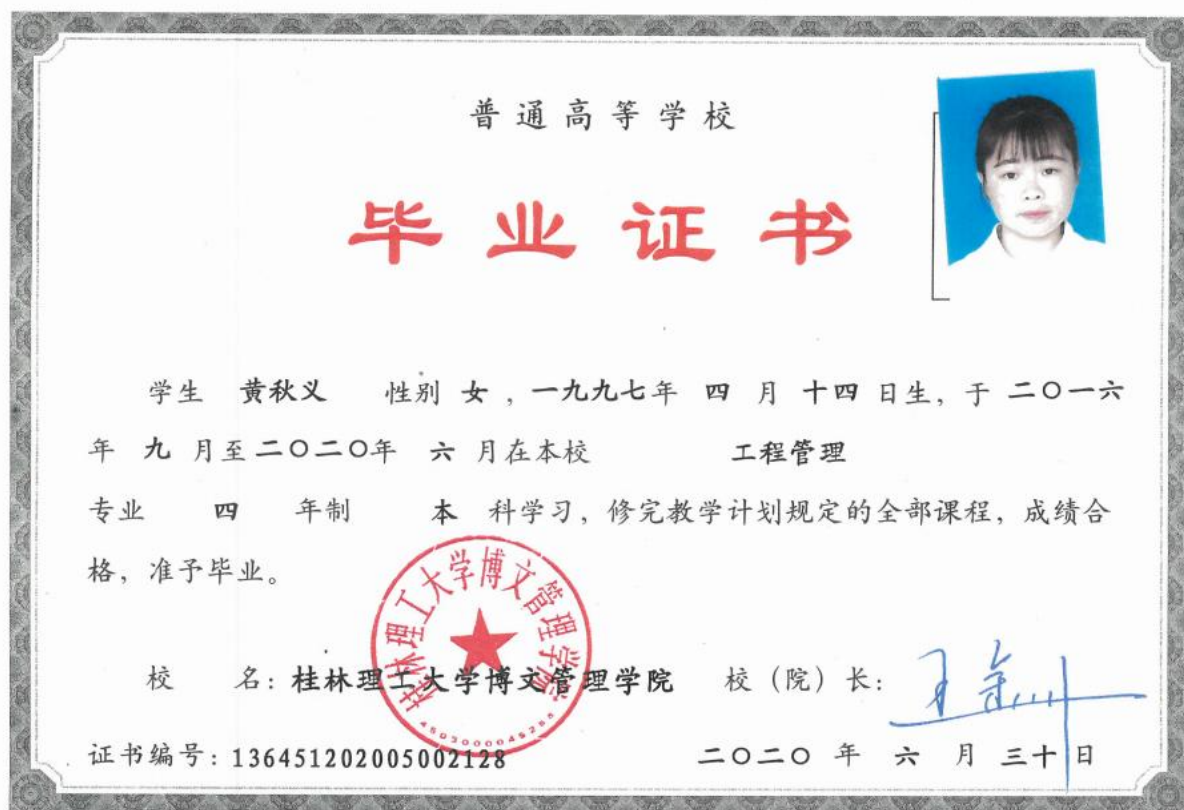 普通高等学校
毕业证书
学生 黄秋义 性别 女 ，一九九七年 四 月 十四 日生，于 二〇一六
年 九 月至二〇二〇年 六 月在本校 工程管理
专业 四 年制 本 科学习，修完教学计划规定的全部课程，成绩合
格，准予毕业。
桂林理工大学博文管理学院
4503000045255
校 名：桂林理工大学博文管理学院 校（院）长：
证书编号：136451202005002128 二〇二〇 年 六 月 三十 日